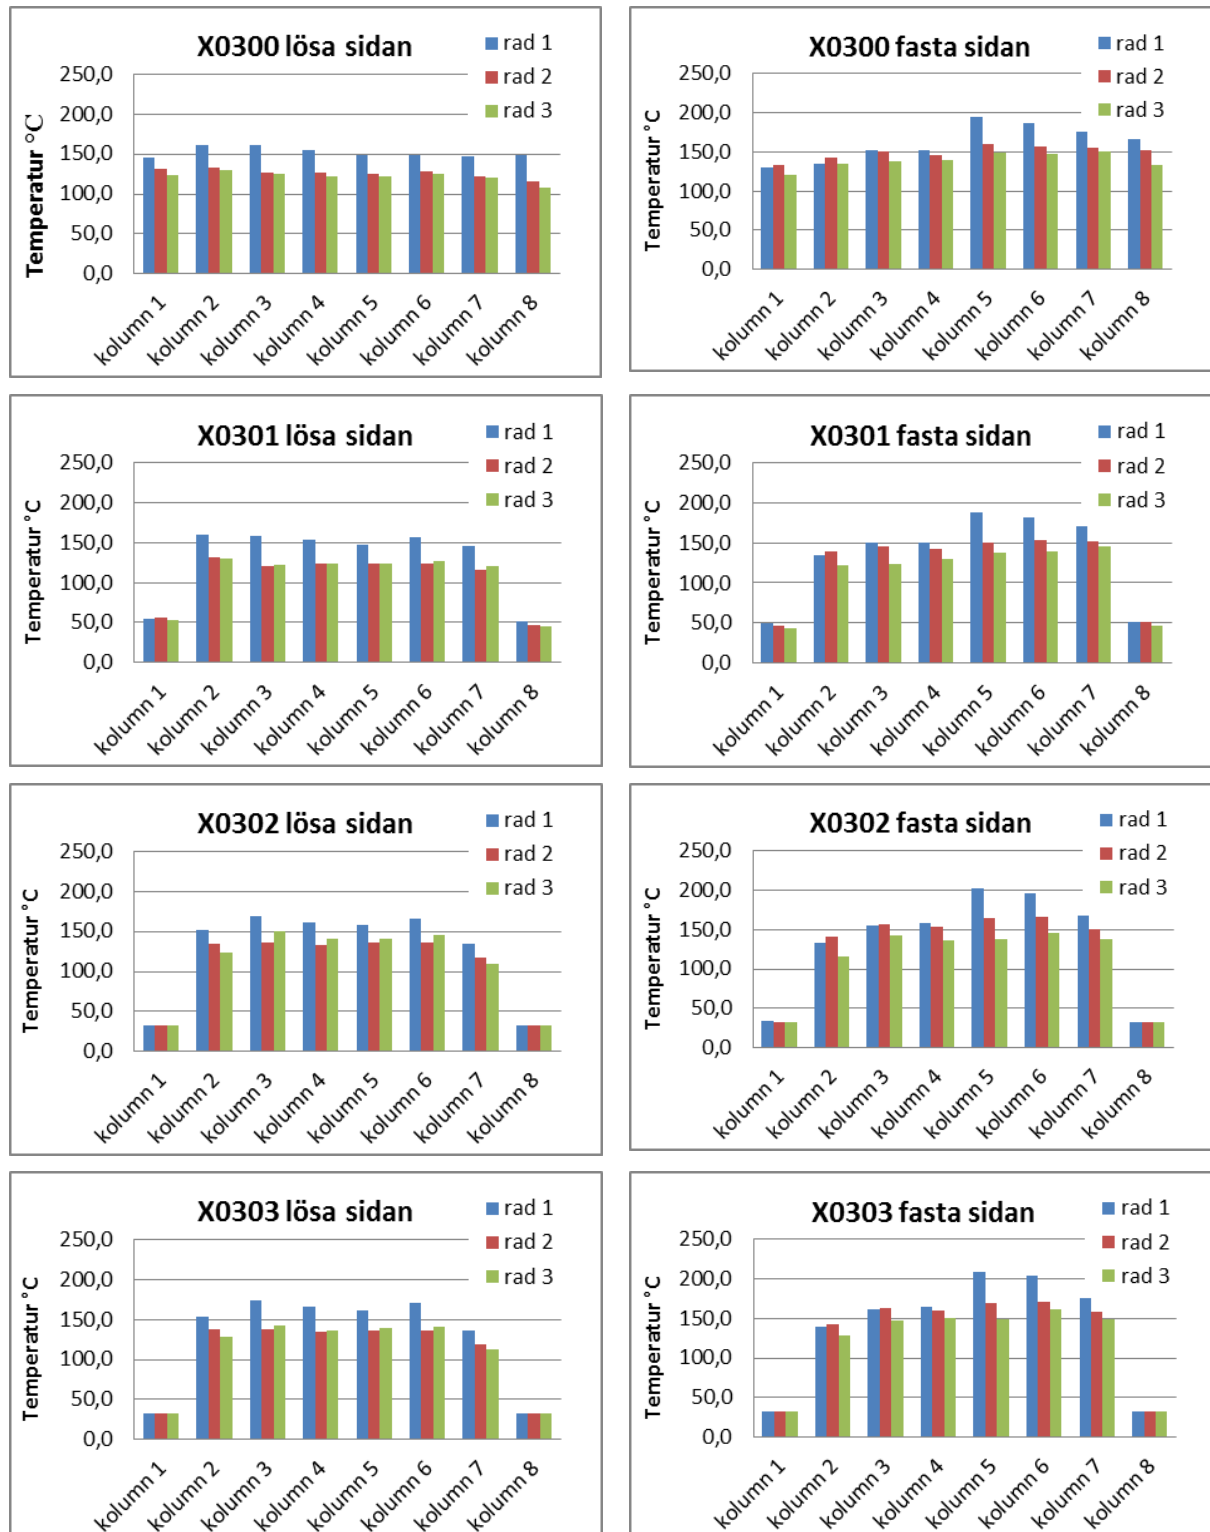 X0300 lösa sidan
rad 1
rad 2
rad 3
Temperatur °C
250,0
200,0
150,0
100,0
50,0
0,0
kolumn 1
kolumn 2
kolumn 3
kolumn 4
kolumn 5
kolumn 6
kolumn 7
kolumn 8
X0300 fasta sidan
rad 1
rad 2
rad 3
Temperatur °C
250,0
200,0
150,0
100,0
50,0
0,0
kolumn 1
kolumn 2
kolumn 3
kolumn 4
kolumn 5
kolumn 6
kolumn 7
kolumn 8
X0301 lösa sidan
rad 1
rad 2
rad 3
Temperatur °C
250,0
200,0
150,0
100,0
50,0
0,0
kolumn 1
kolumn 2
kolumn 3
kolumn 4
kolumn 5
kolumn 6
kolumn 7
kolumn 8
X0301 fasta sidan
rad 1
rad 2
rad 3
Temperatur °C
250,0
200,0
150,0
100,0
50,0
0,0
kolumn 1
kolumn 2
kolumn 3
kolumn 4
kolumn 5
kolumn 6
kolumn 7
kolumn 8
X0302 lösa sidan
rad 1
rad 2
rad 3
Temperatur °C
250,0
200,0
150,0
100,0
50,0
0,0
kolumn 1
kolumn 2
kolumn 3
kolumn 4
kolumn 5
kolumn 6
kolumn 7
kolumn 8
X0302 fasta sidan
rad 1
rad 2
rad 3
Temperatur °C
250,0
200,0
150,0
100,0
50,0
0,0
kolumn 1
kolumn 2
kolumn 3
kolumn 4
kolumn 5
kolumn 6
kolumn 7
kolumn 8
X0303 lösa sidan
rad 1
rad 2
rad 3
Temperatur °C
250,0
200,0
150,0
100,0
50,0
0,0
kolumn 1
kolumn 2
kolumn 3
kolumn 4
kolumn 5
kolumn 6
kolumn 7
kolumn 8
X0303 fasta sidan
rad 1
rad 2
rad 3
Temperatur °C
250,0
200,0
150,0
100,0
50,0
0,0
kolumn 1
kolumn 2
kolumn 3
kolumn 4
kolumn 5
kolumn 6
kolumn 7
kolumn 8